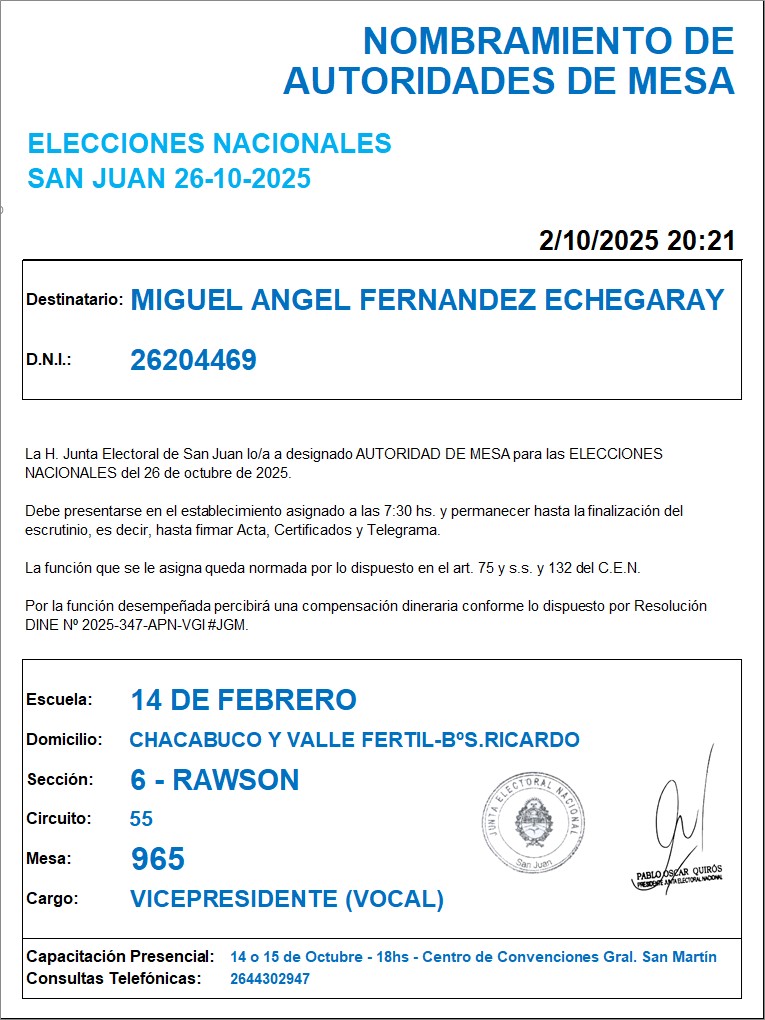 NOMBRAMIENTO DE
AUTORIDADES DE MESA
ELECCIONES NACIONALES
SAN JUAN 26-10-2025
2/10/2025 20:21
Destinatario: MIGUEL ANGEL FERNANDEZ ECHEGARAY
D.N.I.: 26204469
La H. Junta Electoral de San Juan lo/a a designado AUTORIDAD DE MESA para las ELECCIONES
NACIONALES del 26 de octubre de 2025.
Debe presentarse en el establecimiento asignado a las 7:30 hs. y permanecer hasta la finalización del
escrutinio, es decir, hasta firmar Acta, Certificados y Telegrama.
La función que se le asigna queda normada por lo dispuesto en el art. 75 y s.s. y 132 del C.E.N.
Por la función desempeñada percibirá una compensación dineraria conforme lo dispuesto por Resolución
DINE Nº 2025-347-APN-VGI#JGM.
Escuela: 14 DE FEBRERO
Domicilio: CHACABUCO Y VALLE FERTIL-BºS.RICARDO
Sección: 6 - RAWSON
Circuito: 55
Mesa: 965
Cargo: VICEPRESIDENTE (VOCAL)
JUNTA ELECTORAL NACIONAL
San Juan
PABLO OSCAR QUIRÓS
PRESIDENTE JUNTA ELECTORAL NACIONAL
Capacitación Presencial: 14 o 15 de Octubre - 18hs - Centro de Convenciones Gral. San Martín
Consultas Telefónicas: 2644302947